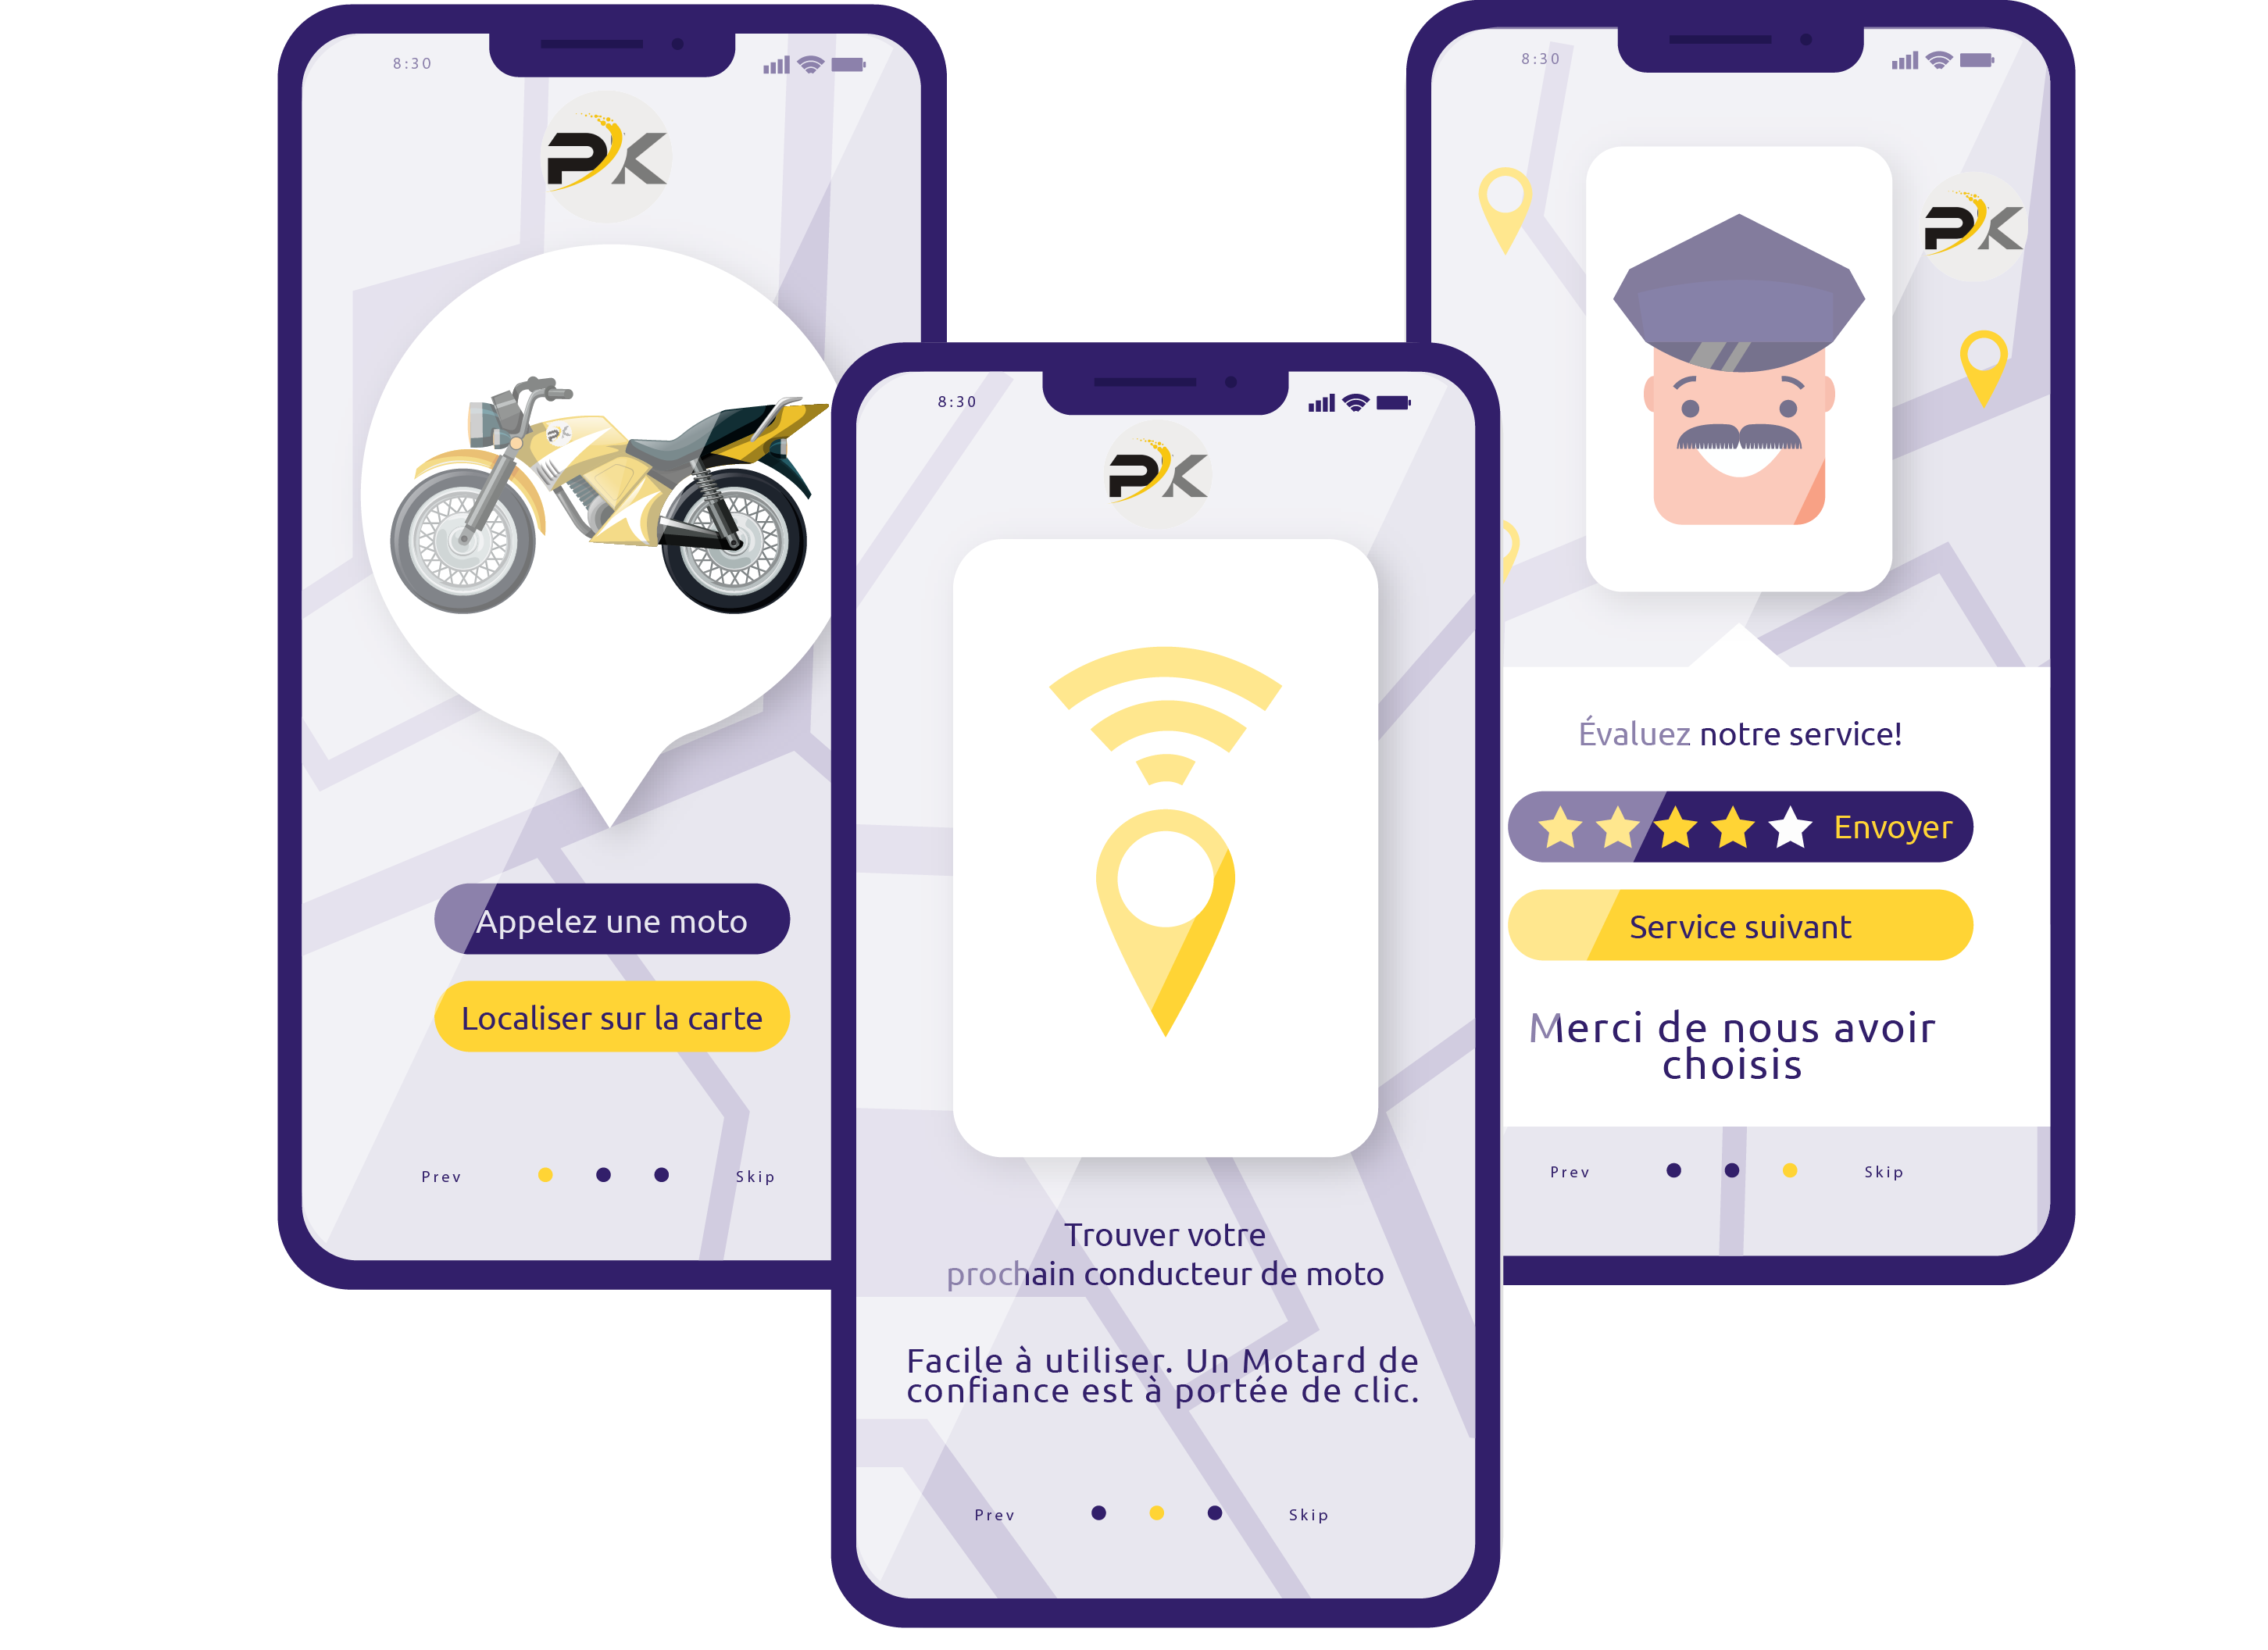 8:30
PK
PK
Appelez une moto
Localiser sur la carte
Prev
Skip
8:30
PK
Trouver votre
prochain conducteur de moto
Facile à utiliser. Un Motard de
confiance est à portée de clic.
Prev
Skip
8:30
PK
Évaluez notre service!
Envoyer
Service suivant
Merci de nous avoir
choisis
Prev
Skip